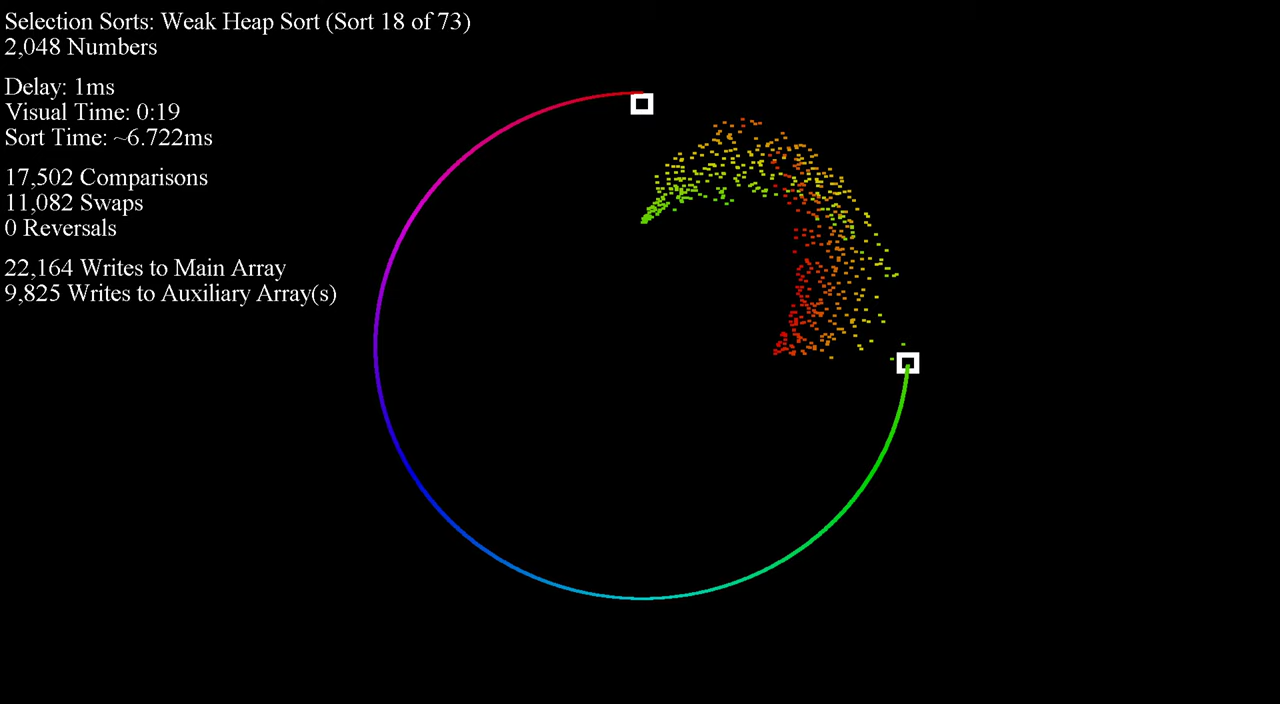 Selection Sorts: Weak Heap Sort (Sort 18 of 73)
2,048 Numbers
Delay: 1ms
Visual Time: 0:19
Sort Time: ~6.722ms
17,502 Comparisons
11,082 Swaps
0 Reversals
22,164 Writes to Main Array
9,825 Writes to Auxiliary Array(s)